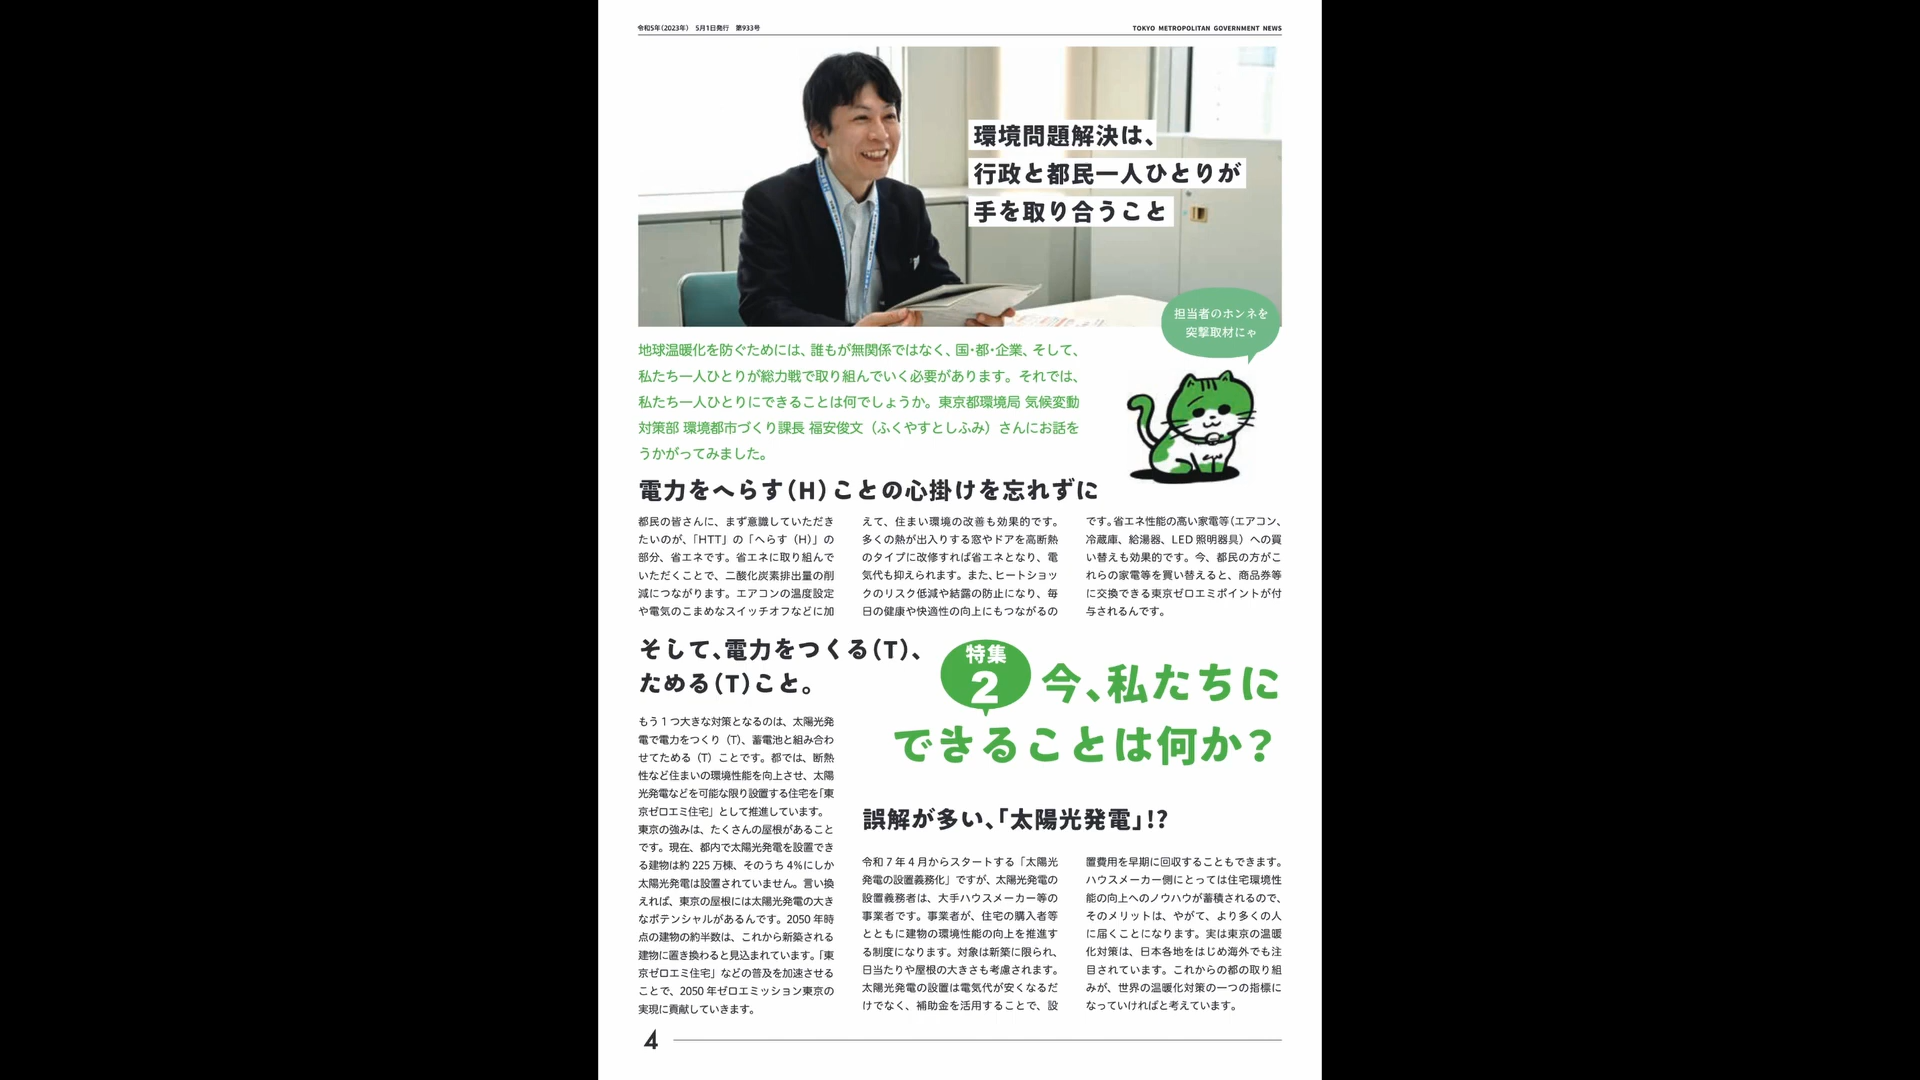 令和5年(2023年) 5月1日発行 第933号
TOKYO METROPOLITAN GOVERNMENT NEWS
環境問題解決は、
行政と都民一人ひとりが
手を取り合うこと
担当者のホンネを
突撃取材にゃ
地球温暖化を防ぐためには、誰もが無関係ではなく、国・都・企業、そして、
私たち一人ひとりが総力戦で取り組んでいく必要があります。それでは、
私たち一人ひとりにできることは何でしょうか。東京都環境局 気候変動
対策部 環境都市づくり課長 福安俊文（ふくやすとしふみ）さんにお話を
うかがってみました。
電力をへらす（H）ことの心掛けを忘れずに
都民の皆さんに、まず意識していただき
たいのが、「HTT」の「へらす（H）」の
部分、省エネです。省エネに取り組んで
いただくことで、二酸化炭素排出量の削
減につながります。エアコンの温度設定
や電気のこまめなスイッチオフなどに加
えて、住まい環境の改善も効果的です。
多くの熱が出入りする窓やドアを高断熱
のタイプに改修すれば省エネとなり、電
気代も抑えられます。また、ヒートショッ
クのリスク低減や結露の防止になり、毎
日の健康や快適性の向上にもつながるの
です。省エネ性能の高い家電等（エアコン、
冷蔵庫、給湯器、LED 照明器具）への買
い替えも効果的です。今、都民の方がこ
れらの家電等を買い替えると、商品券等
に交換できる東京ゼロエミポイントが付
与されるんです。
そして、電力をつくる（T）、
ためる（T）こと。
もう1つ大きな対策となるのは、太陽光発
電で電力をつくり（T）、蓄電池と組み合わ
せてためる（T）ことです。都では、断熱
性など住まいの環境性能を向上させ、太陽
光発電などを可能な限り設置する住宅を「東
京ゼロエミ住宅」として推進しています。
東京の強みは、たくさんの屋根があること
です。現在、都内で太陽光発電を設置でき
る建物は約 225 万棟、そのうち 4%にしか
太陽光発電は設置されていません。言い換
えれば、東京の屋根には太陽光発電の大き
なポテンシャルがあるんです。2050 年時
点の建物の約半数は、これから新築される
建物に置き換わると見込まれています。「東
京ゼロエミ住宅」などの普及を加速させる
ことで、2050 年ゼロエミッション東京の
実現に貢献していきます。
特集
2
今、私たちに
できることは何か？
誤解が多い、「太陽光発電」!?
令和 7 年 4 月からスタートする「太陽光
発電の設置義務化」ですが、太陽光発電の
設置義務者は、大手ハウスメーカー等の
事業者です。事業者が、住宅の購入者等
とともに建物の環境性能の向上を推進す
る制度になります。対象は新築に限られ、
日当たりや屋根の大きさも考慮されます。
太陽光発電の設置は電気代が安くなるだ
けでなく、補助金を活用することで、設
置費用を早期に回収することもできます。
ハウスメーカー側にとっては住宅環境性
能の向上へのノウハウが蓄積されるので、
そのメリットは、やがて、より多くの人
に届くことになります。実は東京の温暖
化対策は、日本各地をはじめ海外でも注
目されています。これからの都の取り組
みが、世界の温暖化対策の一つの指標に
なっていければと考えています。
4